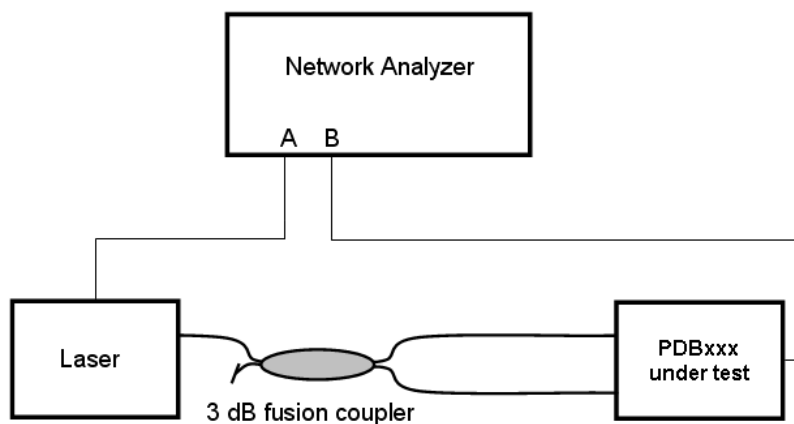 Network Analyzer
A B
Laser
3 dB fusion coupler
PDBxxx
under test